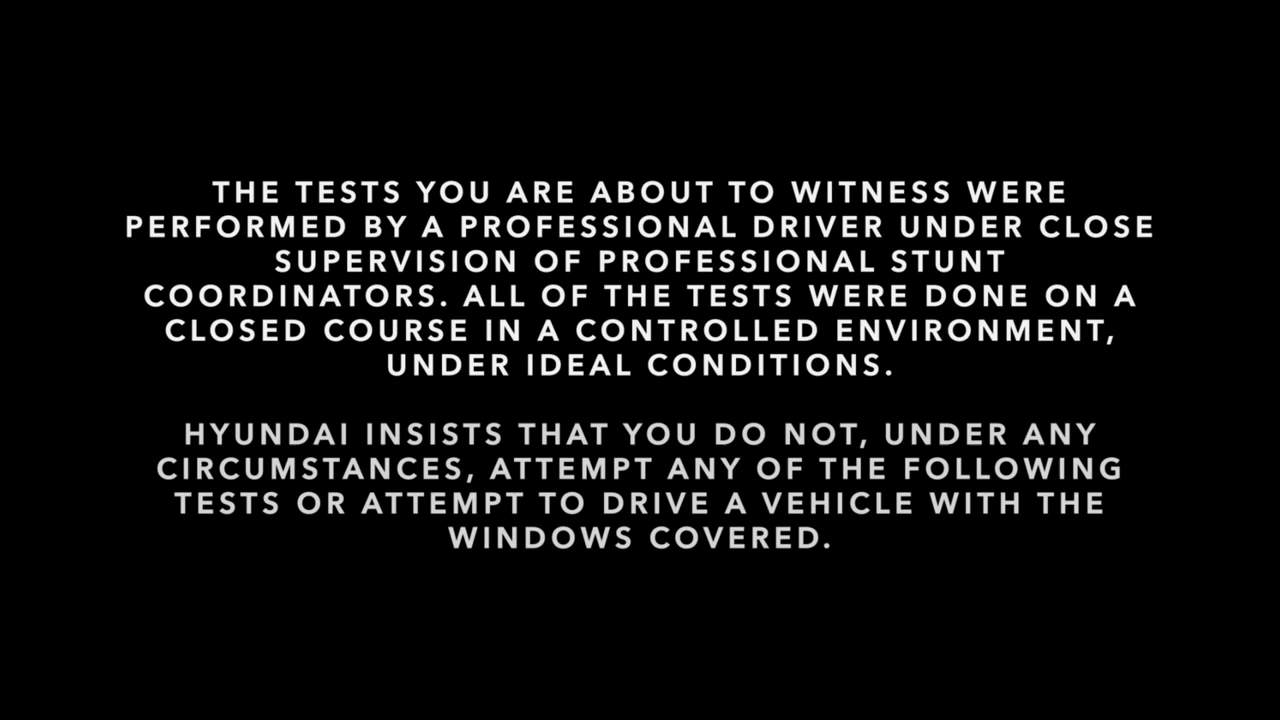 THE TESTS YOU ARE ABOUT TO WITNESS WERE
PERFORMED BY A PROFESSIONAL DRIVER UNDER CLOSE
SUPERVISION OF PROFESSIONAL STUNT
COORDINATORS. ALL OF THE TESTS WERE DONE ON A
CLOSED COURSE IN A CONTROLLED ENVIRONMENT,
UNDER IDEAL CONDITIONS.
HYUNDAI INSISTS THAT YOU DO NOT, UNDER ANY
CIRCUMSTANCES, ATTEMPT ANY OF THE FOLLOWING
TESTS OR ATTEMPT TO DRIVE A VEHICLE WITH THE
WINDOWS COVERED.